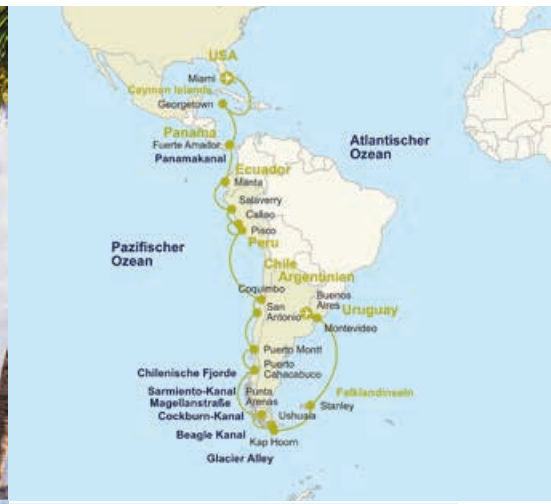 USA
Miami
Cayman Islands
Georgetown
Panama
Fuerte Amador
Panamakanal
Atlantischer
Ozean
Ecuador
Manta
Salaverry
Callao
Pisco
Peru
Pazifischer
Ozean
Chile
Argentinien
Coquimbo
Buenos
Aires
San
Antonio
Uruguay
Montevideo
Puerto Montt
Puerto
Cahacabuco
Chilenische Fjorde
Sarmiento-Kanal
Punta
Arenas
Magellanstraße
Falklandinseln
Stanley
Cockburn-Kanal
Ushuaia
Beagle Kanal
Kap Hoorn
Glacier Alley